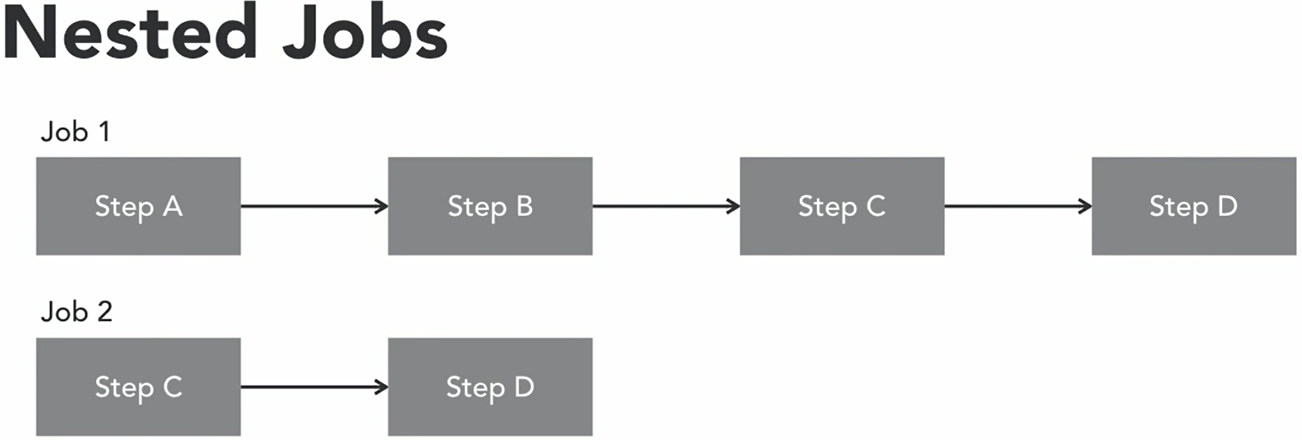 Nested Jobs
Job 1
Step A
Step B
Step C
Step D
Job 2
Step C
Step D